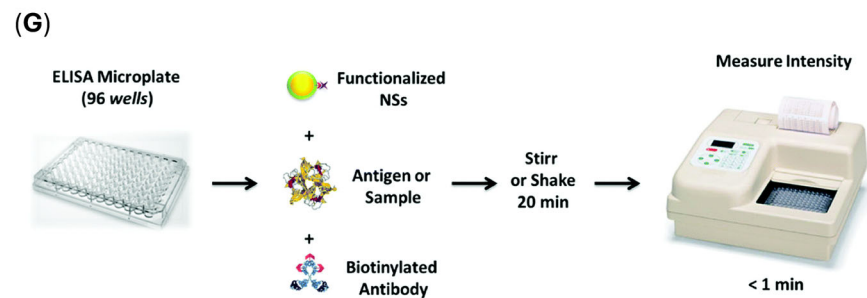 (G)
ELISA Microplate
(96 wells)
Functionalized
NSs
+
Antigen or
Sample
+
Biotinylated
Antibody
Stirr
or Shake
20 min
Measure Intensity
< 1 min